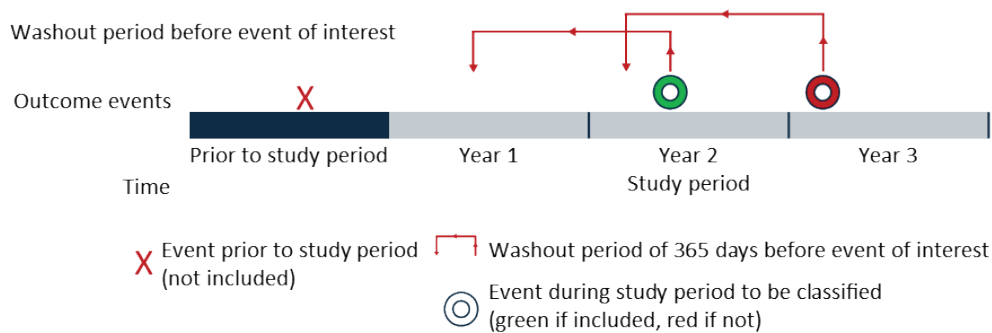 Washout period before event of interest
Outcome events
X
Prior to study period Year 1 Year 2 Year 3
Time Study period
X Event prior to study period
(not included)
Washout period of 365 days before event of interest
Event during study period to be classified
(green if included, red if not)